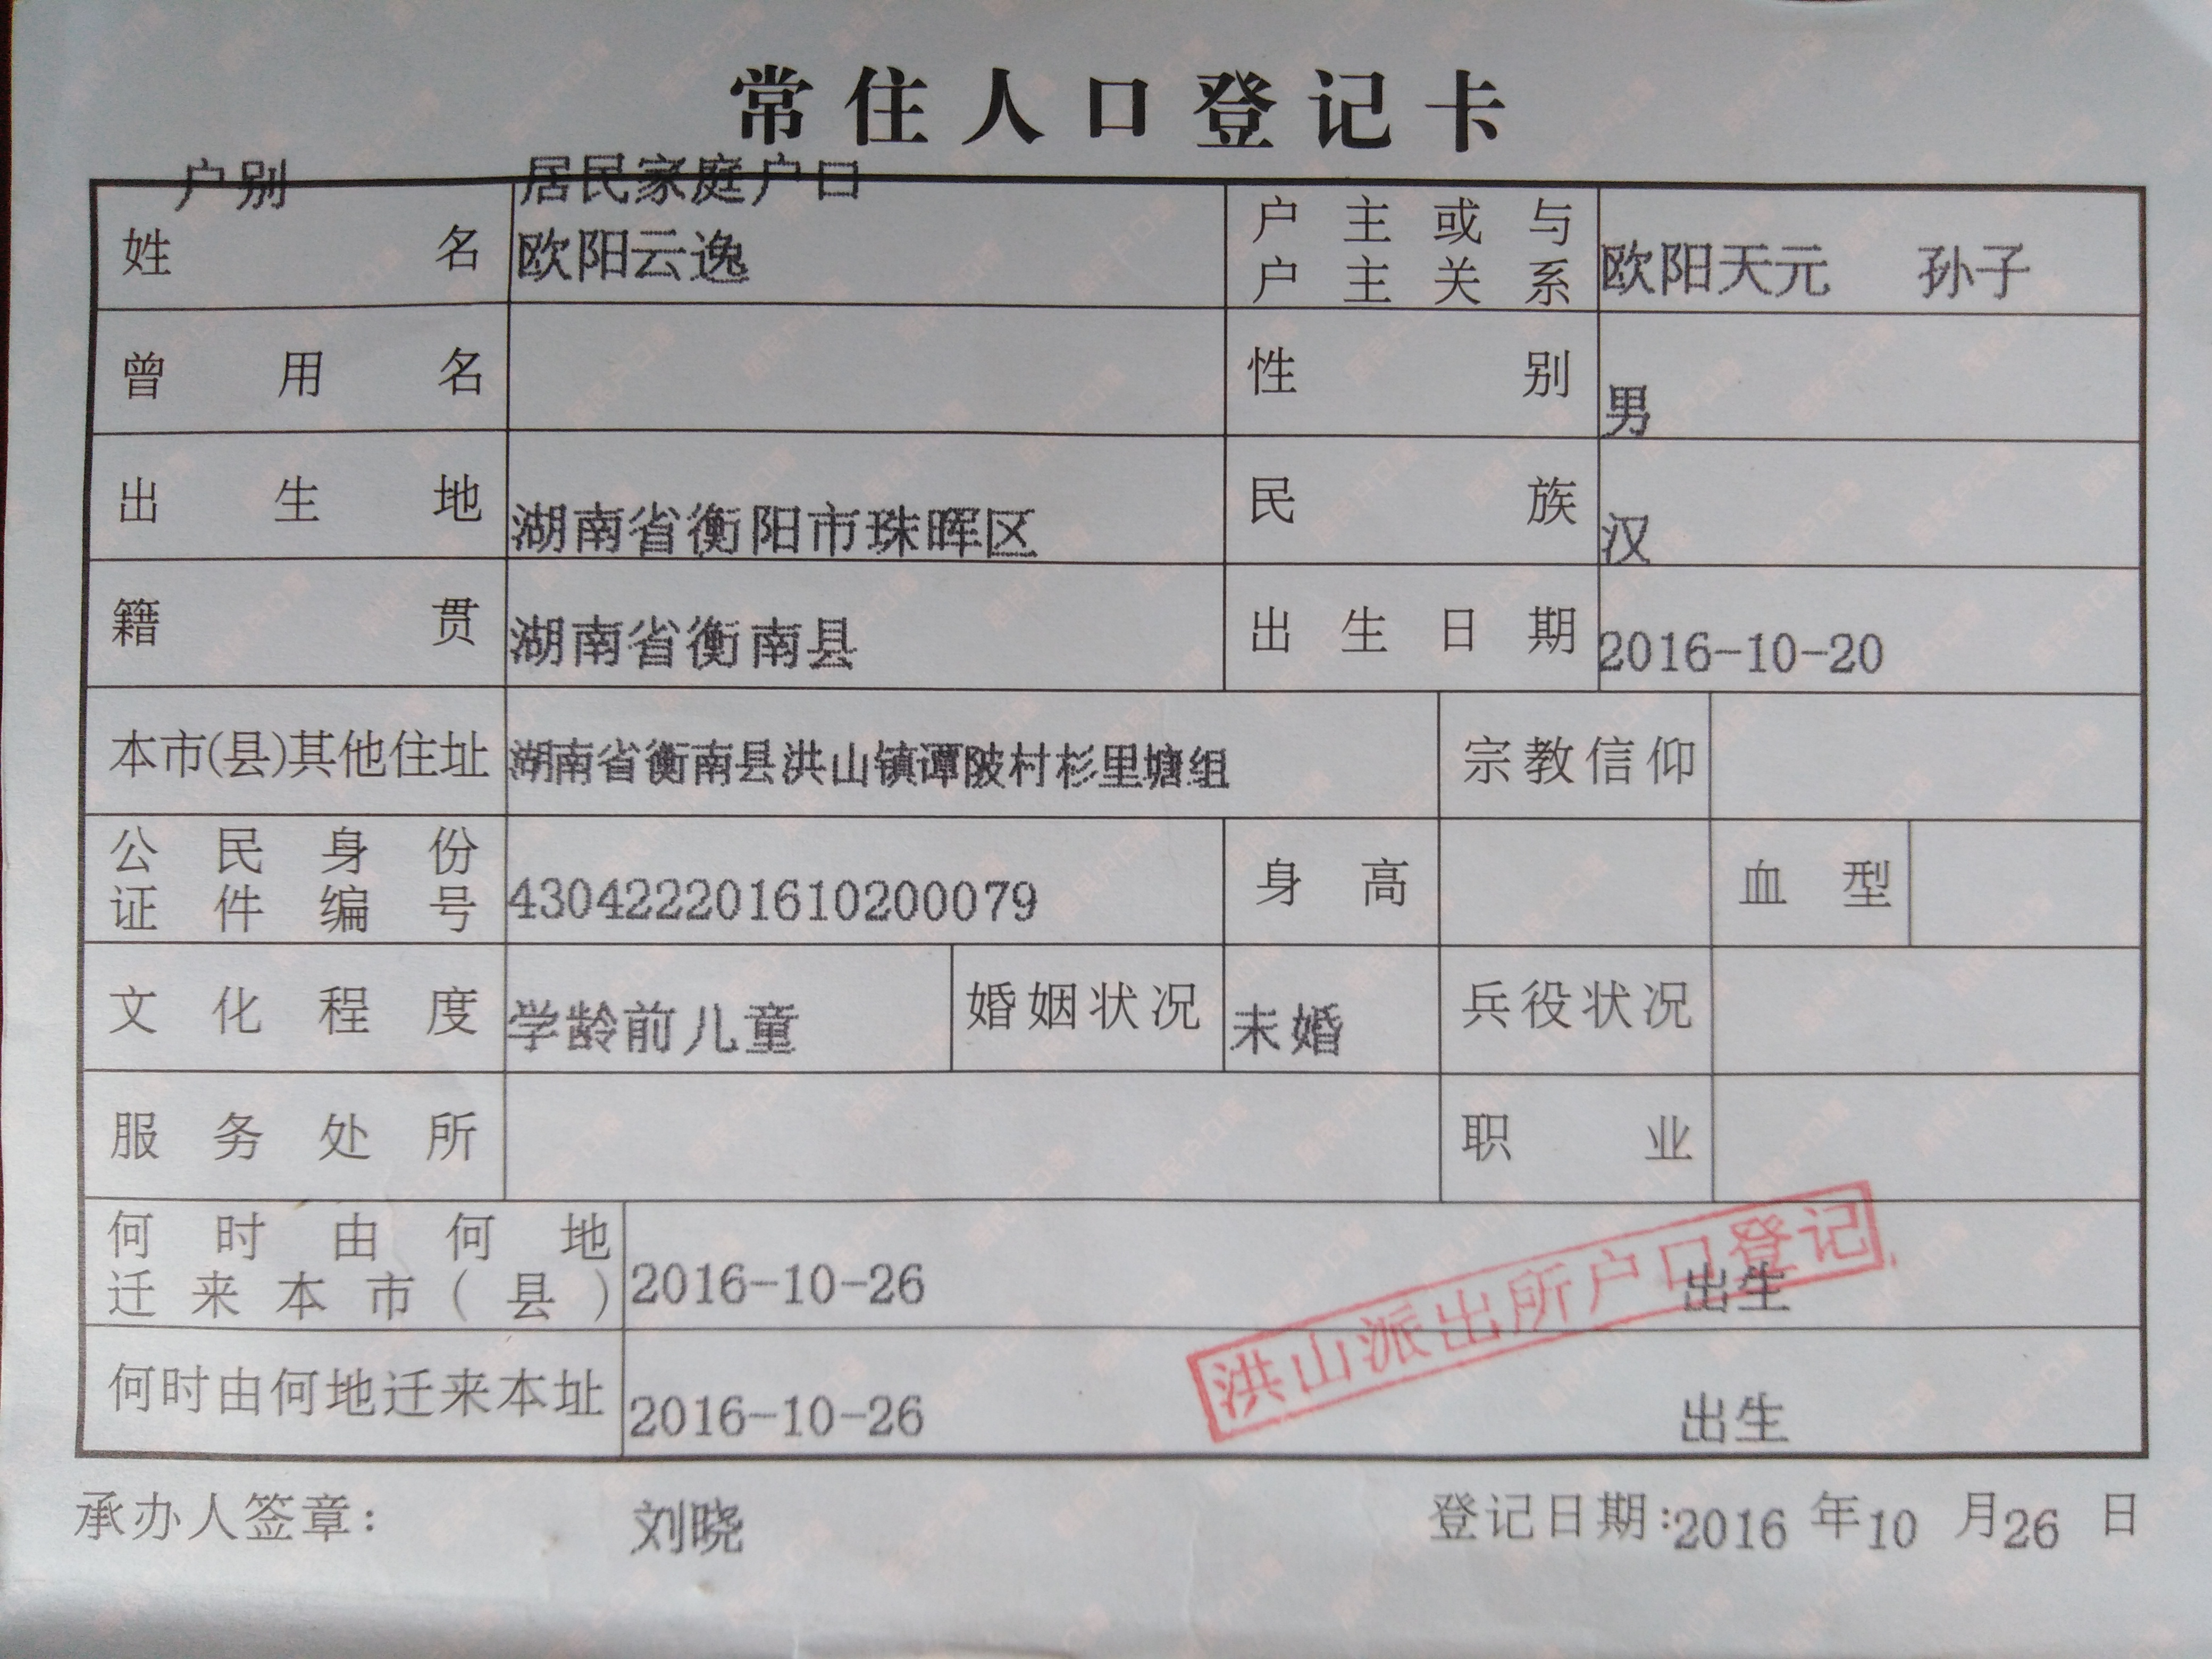 常住人口登记卡
户别 居民家庭户口
姓名 欧阳云逸 户主或与户主关系 欧阳天元 孙子
曾用名 性别 男
出生地 湖南省衡阳市珠晖区 民族 汉
籍贯 湖南省衡南县 出生日期 2016-10-20
本市(县)其他住址 湖南省衡南县洪山镇谭陂村杉里塘组 宗教信仰
公民身份证件编号 430422201610200079 身高 血型
文化程度 学龄前儿童 婚姻状况 未婚 兵役状况
服务处所 职业
何时由何地迁来本市(县) 2016-10-26 出生
洪山派出所户口登记
何时由何地迁来本址 2016-10-26 出生
承办人签章: 刘晓 登记日期:2016 年10 月26 日